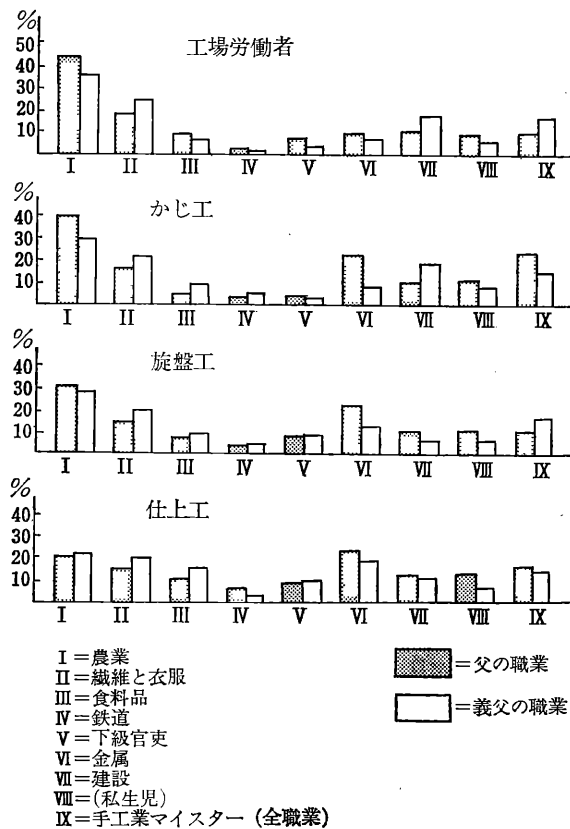 工場労働者
%
50
40
30
20
10
I II III IV V VI VII VIII IX
かじ工
%
40
30
20
10
I II III IV V VI VII VIII IX
旋盤工
%
40
30
20
10
I II III IV V VI VII VIII IX
仕上工
%
40
30
20
10
I II III IV V VI VII VIII IX
I=農業
II=繊維と衣服
III=食料品
IV=鉄道
V=下級官吏
VI=金属
VII=建設
VIII=(私生児)
IX=手工業マイスター(全職業)
=父の職業
=義父の職業